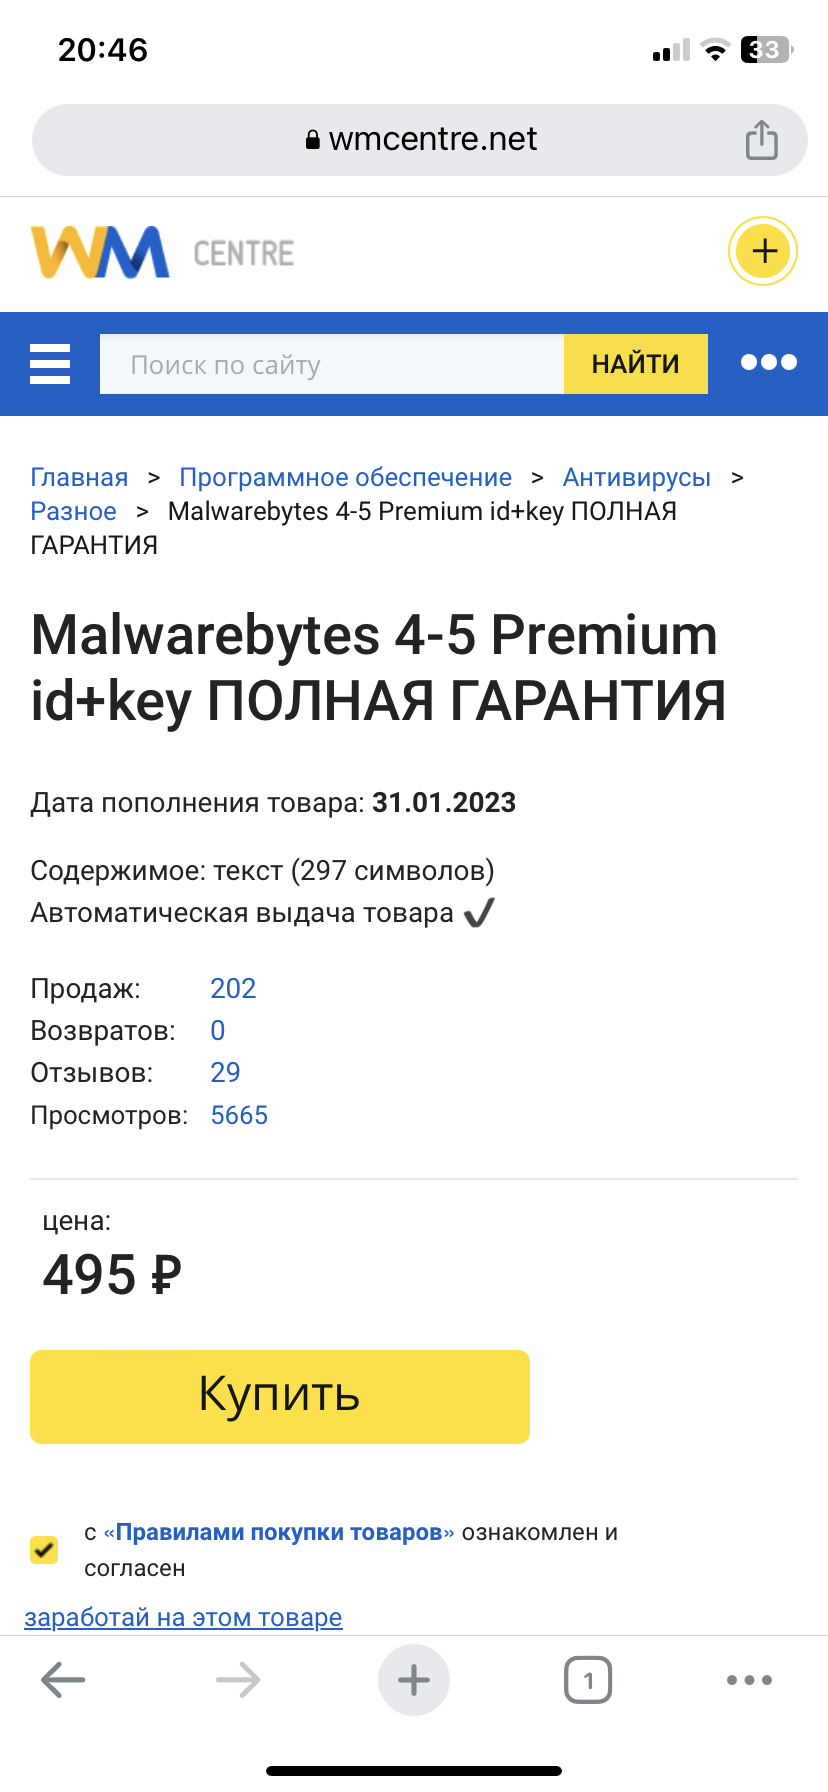 20:46
33
wmcentre.net
WM CENTRE
Поиск по сайту
НАЙТИ
Главная > Программное обеспечение > Антивирусы >
Разное > Malwarebytes 4-5 Premium id+key ПОЛНАЯ
ГАРАНТИЯ
Malwarebytes 4-5 Premium
id+key ПОЛНАЯ ГАРАНТИЯ
Дата пополнения товара: 31.01.2023
Содержимое: текст (297 символов)
Автоматическая выдача товара ✔
Продаж: 202
Возвратов: 0
Отзывов: 29
Просмотров: 5665
цена:
495 ₽
Купить
с «Правилами покупки товаров» ознакомлен и
согласен
заработай на этом товаре
1